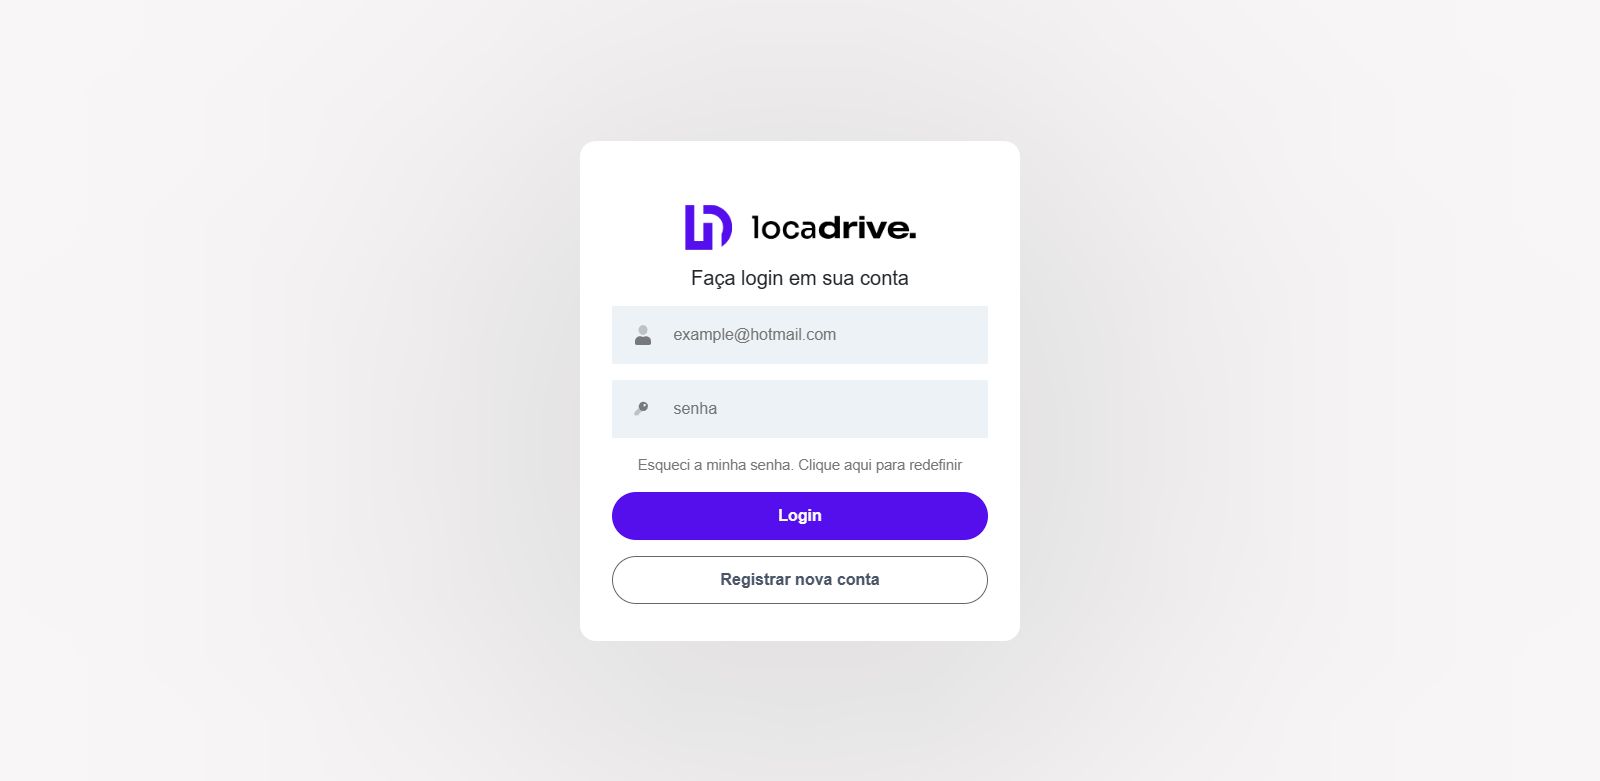 locadrive.
Faça login em sua conta
example@hotmail.com
senha
Esqueci a minha senha. Clique aqui para redefinir
Login
Registrar nova conta